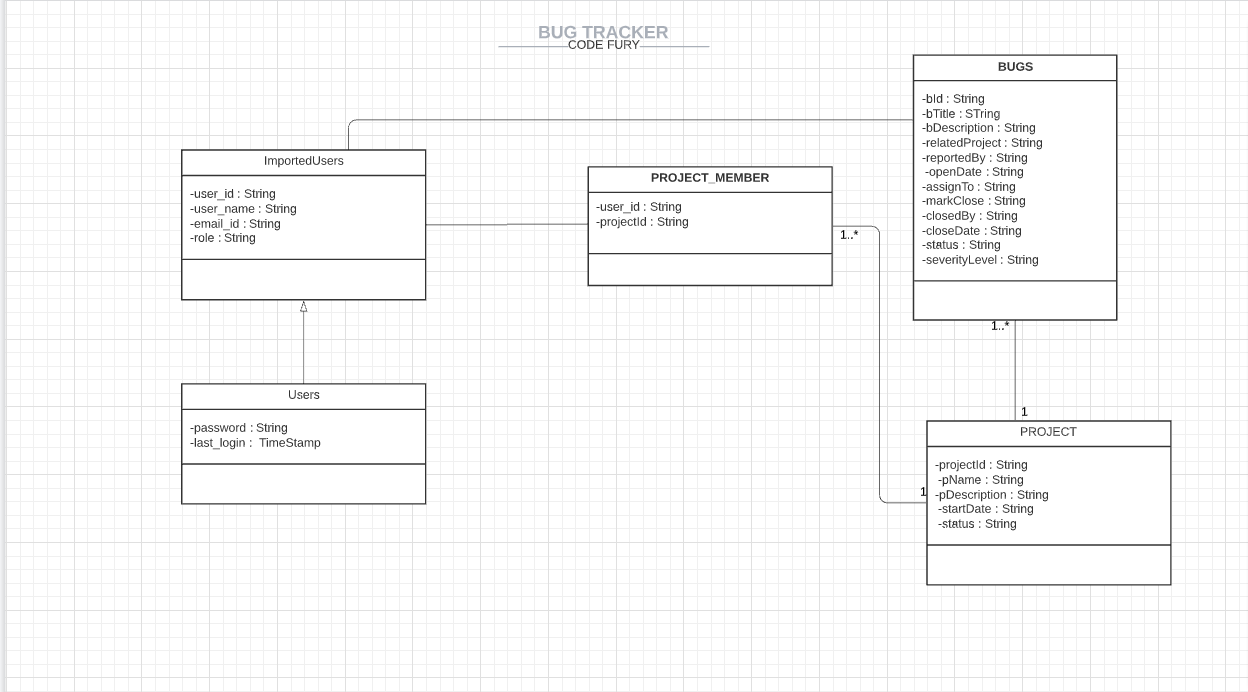 BUG TRACKER
CODE FURY
BUGS
-bId : String
-bTitle : STring
-bDescription : String
-relatedProject : String
-reportedBy : String
-openDate : String
-assignTo : String
-markClose : String
-closedBy : String
-closeDate : String
-status : String
-severityLevel : String
1..*
ImportedUsers
-user_id : String
-user_name : String
-email_id : String
-role : String
PROJECT_MEMBER
-user_id : String
-projectId : String
1..*
Users
-password : String
-last_login : TimeStamp
1
PROJECT
-projectId : String
-pName : String
-pDescription : String
-startDate : String
-status : String
1